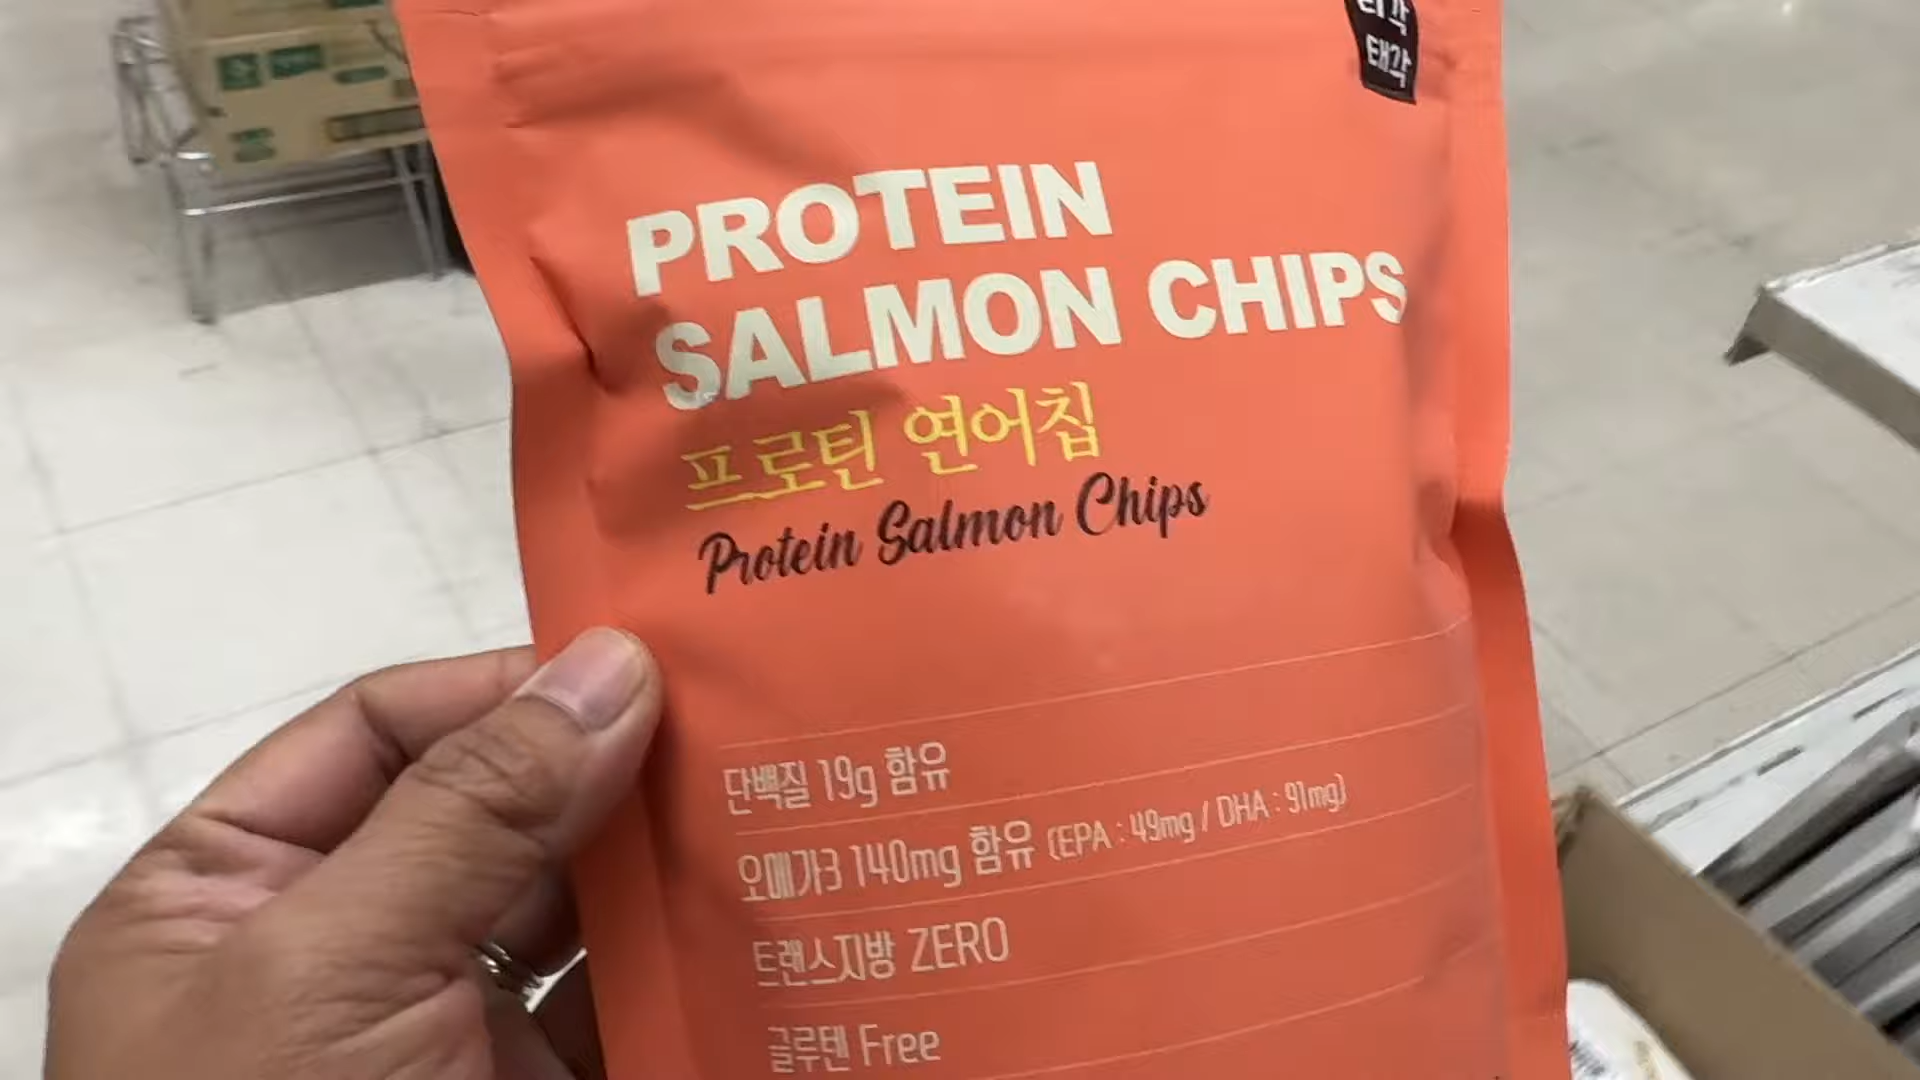 태각
PROTEIN
SALMON CHIPS
프로틴 연어칩
Protein Salmon Chips
단백질 19g 함유
오메가3 140mg 함유 (EPA : 49mg / DHA : 91mg)
트랜스지방 ZERO
글루텐 Free